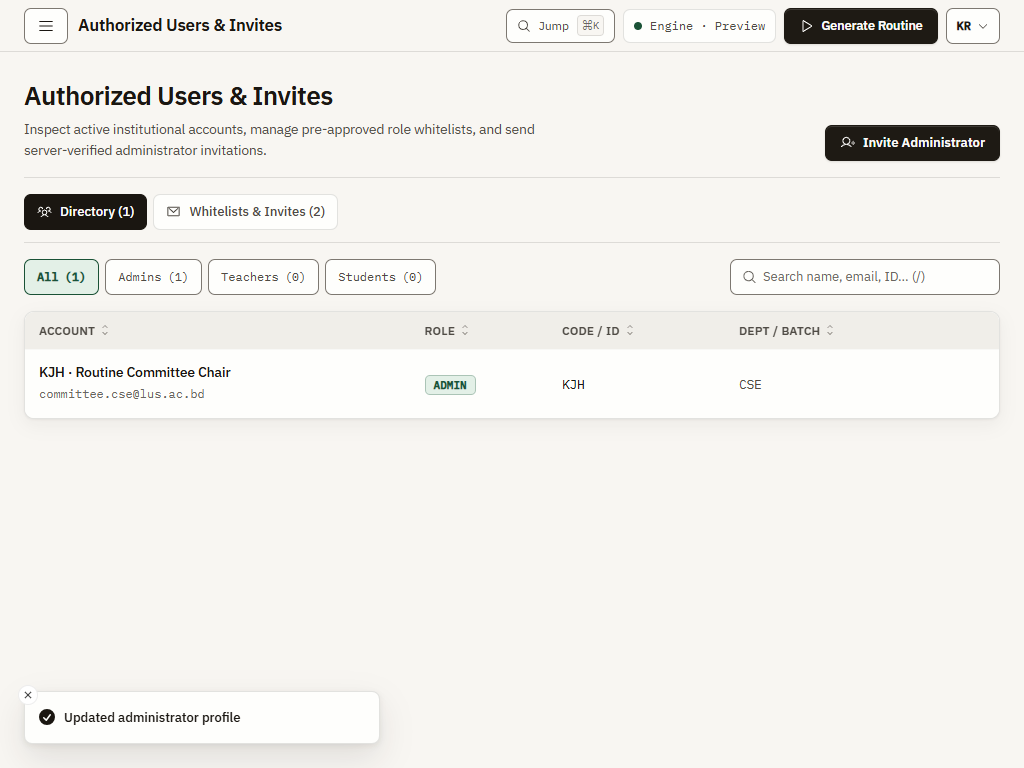 Authorized Users & Invites
Jump ⌘K
Engine · Preview
Generate Routine
KR
Authorized Users & Invites
Inspect active institutional accounts, manage pre-approved role whitelists, and send
server-verified administrator invitations.
Invite Administrator
Directory (1)
Whitelists & Invites (2)
All (1)
Admins (1)
Teachers (0)
Students (0)
Search name, email, ID... (/)
ACCOUNT
ROLE
CODE / ID
DEPT / BATCH
KJH · Routine Committee Chair
committee.cse@lus.ac.bd
ADMIN
KJH
CSE
Updated administrator profile